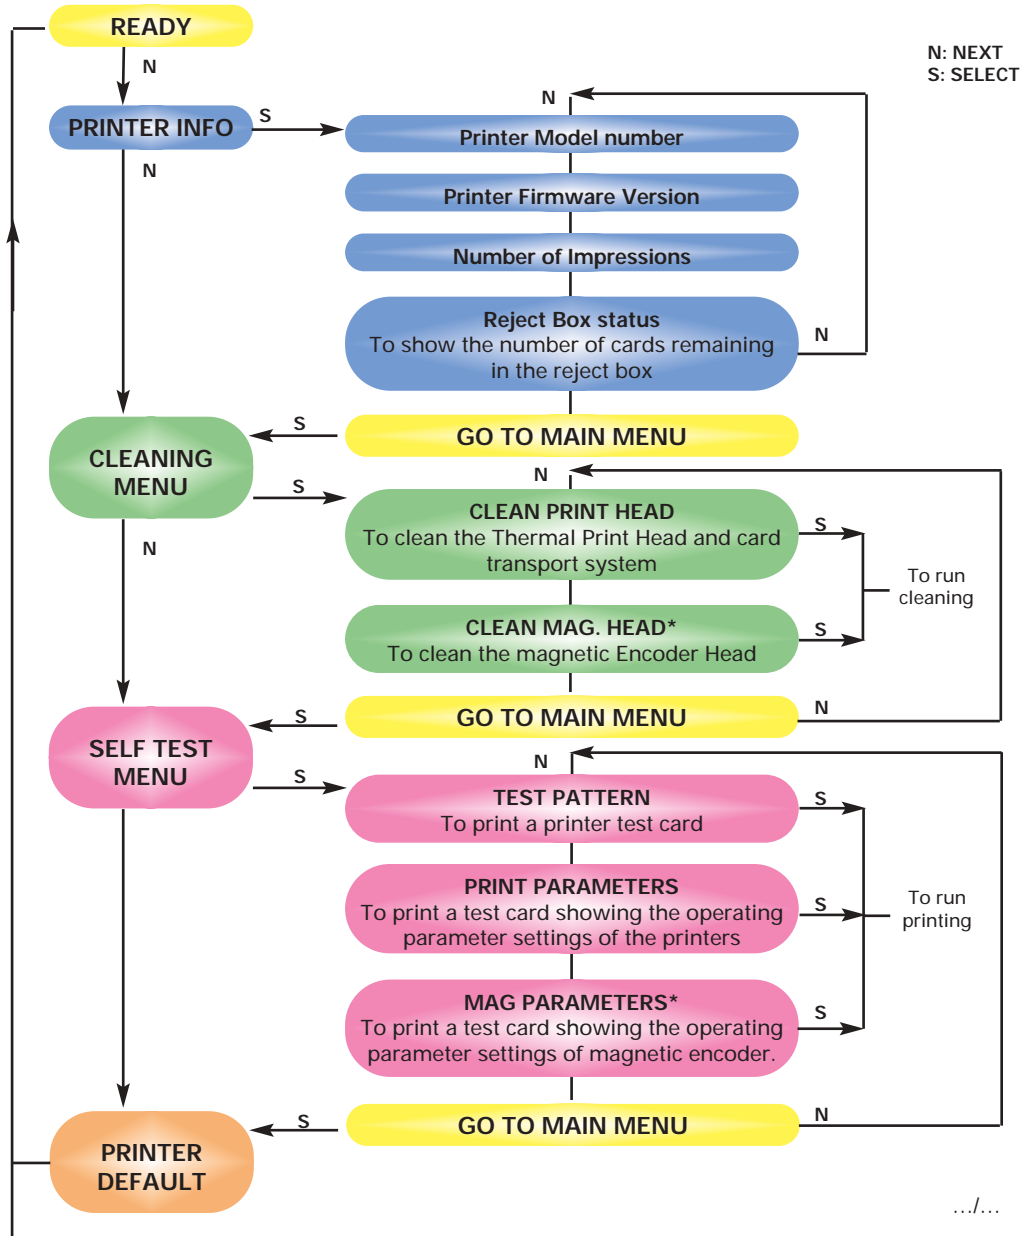 READY
N: NEXT
S: SELECT
N
N
PRINTER INFO
S
Printer Model number
N
Printer Firmware Version
Number of Impressions
Reject Box status
To show the number of cards remaining
in the reject box
N
S
GO TO MAIN MENU
CLEANING
MENU
N
S
CLEAN PRINT HEAD
To clean the Thermal Print Head and card
transport system
S
N
To run
cleaning
CLEAN MAG. HEAD*
To clean the magnetic Encoder Head
S
S
GO TO MAIN MENU
N
SELF TEST
MENU
N
S
TEST PATTERN
To print a printer test card
S
PRINT PARAMETERS
To print a test card showing the operating
parameter settings of the printers
S
To run
printing
MAG PARAMETERS*
To print a test card showing the operating
parameter settings of magnetic encoder.
S
S
GO TO MAIN MENU
N
PRINTER
DEFAULT
.../...